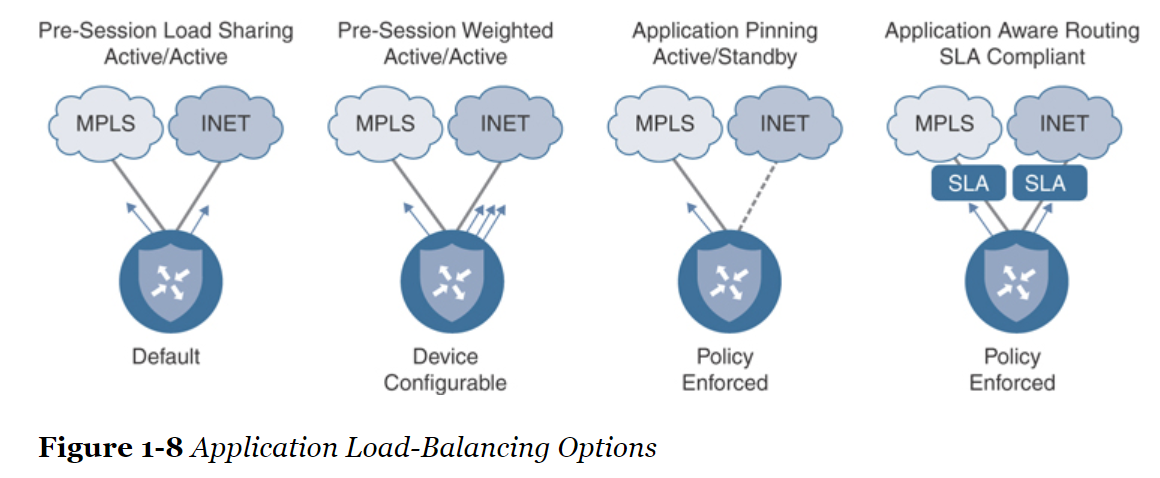 Pre-Session Load Sharing
Active/Active
MPLS
INET
Default
Pre-Session Weighted
Active/Active
MPLS
INET
Device
Configurable
Application Pinning
Active/Standby
MPLS
INET
Policy
Enforced
Application Aware Routing
SLA Compliant
MPLS
INET
SLA
SLA
Policy
Enforced
Figure 1-8 Application Load-Balancing Options